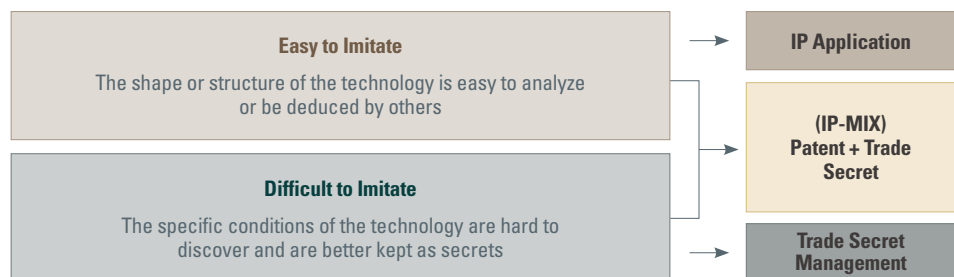 Easy to Imitate
The shape or structure of the technology is easy to analyze
or be deduced by others
IP Application
(IP-MIX)
Patent + Trade
Secret
Difficult to Imitate
The specific conditions of the technology are hard to
discover and are better kept as secrets
Trade Secret
Management